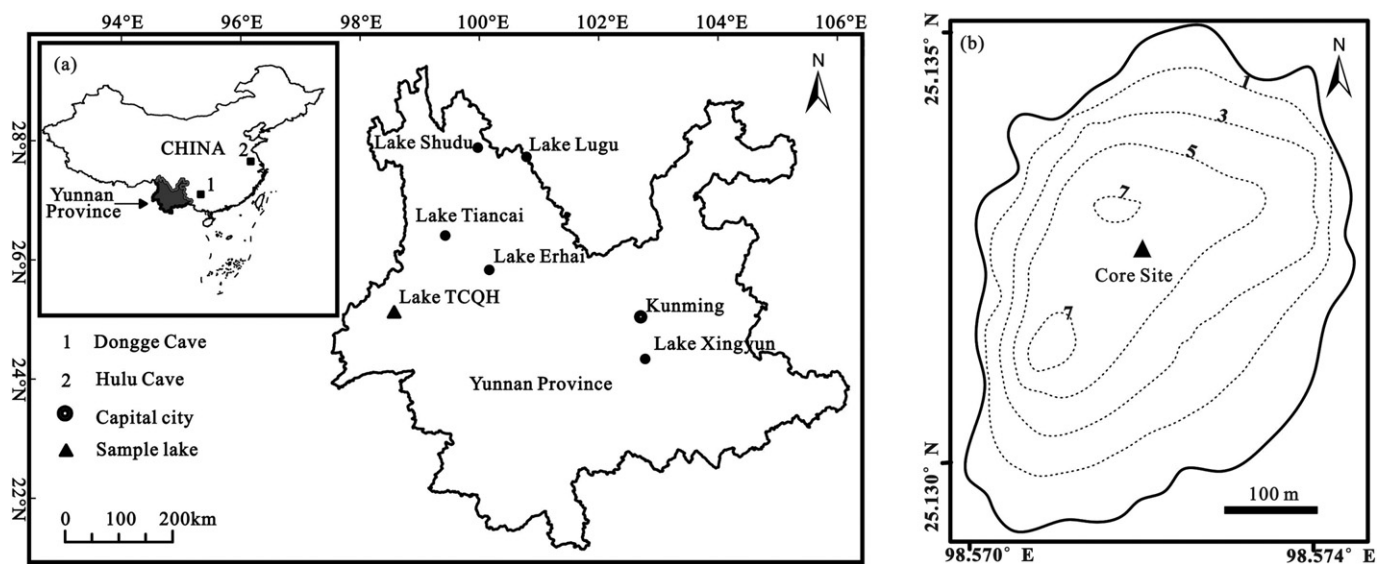 94°E 96°E 98°E 100°E 102°E 104°E 106°E
(a)
N
CHINA
2
1
Yunnan
Province
28°N
26°N
24°N
22°N
Lake Shudu
Lake Lugu
Lake Tiancai
Lake Erhai
Lake TCQH
Kunming
Lake Xingyun
Yunnan Province
1 Dongge Cave
2 Hulu Cave
Capital city
Sample lake
0 100 200km
(b)
N
25.135° N
1
3
5
7
Core Site
7
25.130° N
100 m
98.570° E 98.574° E